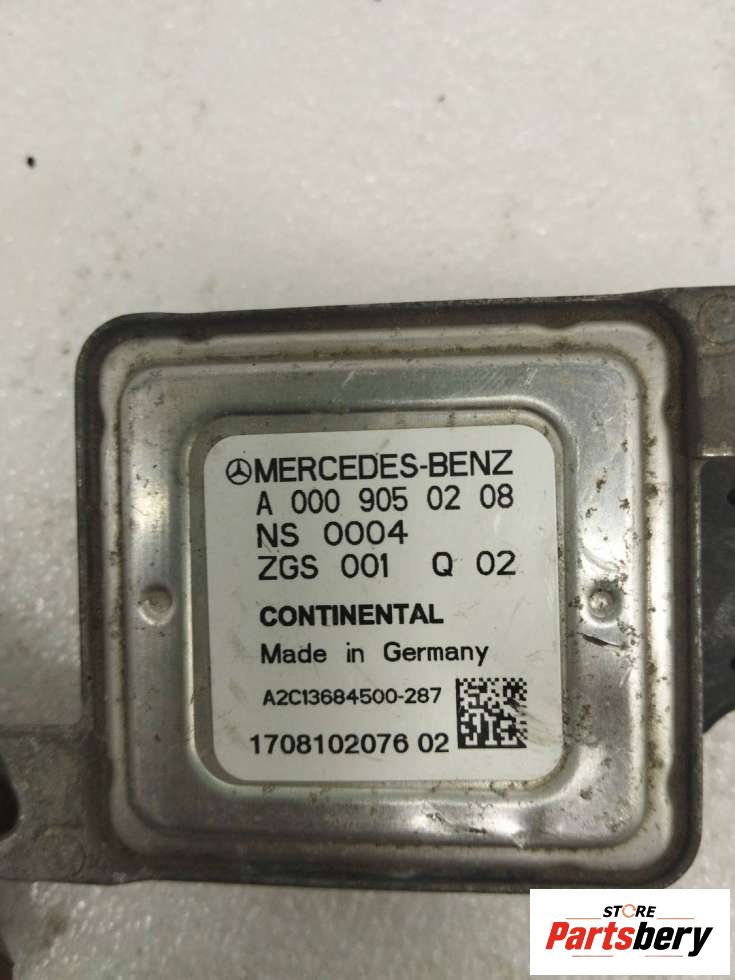 MERCEDES-BENZ
A 000 905 02 08
NS 0004
ZGS 001 Q 02
CONTINENTAL
Made in Germany
A2C13684500-287
1708102076 02
STORE
Partsbery